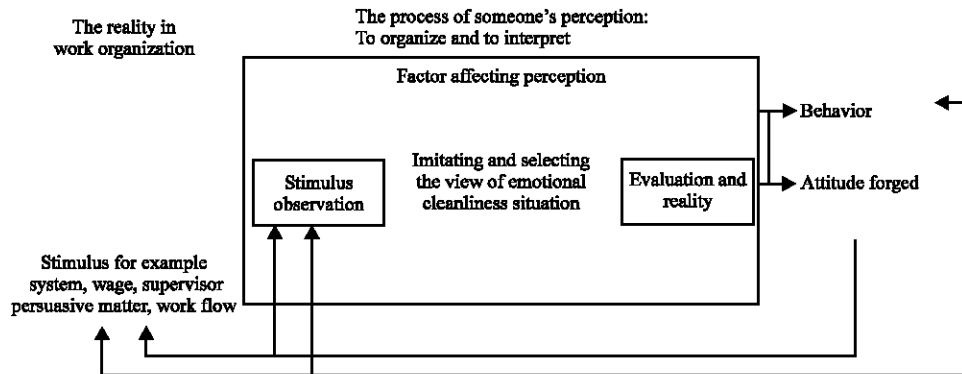 The reality in
work organization
The process of someone's perception:
To organize and to interpret
Factor affecting perception
Stimulus
observation
Imitating and selecting
the view of emotional
cleanliness situation
Evaluation and
reality
Behavior
Attitude forged
Stimulus for example
system, wage, supervisor
persuasive matter, work flow